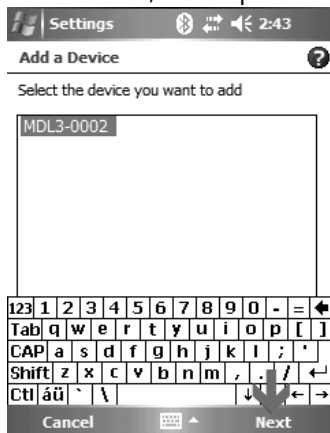 Settings 2:43
Add a Device
Select the device you want to add
MDL3-0002
123 1 2 3 4 5 6 7 8 9 0 - =
Tab q w e r t y u i o p [ ]
CAP a s d f g h j k l ; '
Shift z x c v b n m , . /
Ctl áü ` \
Cancel Next